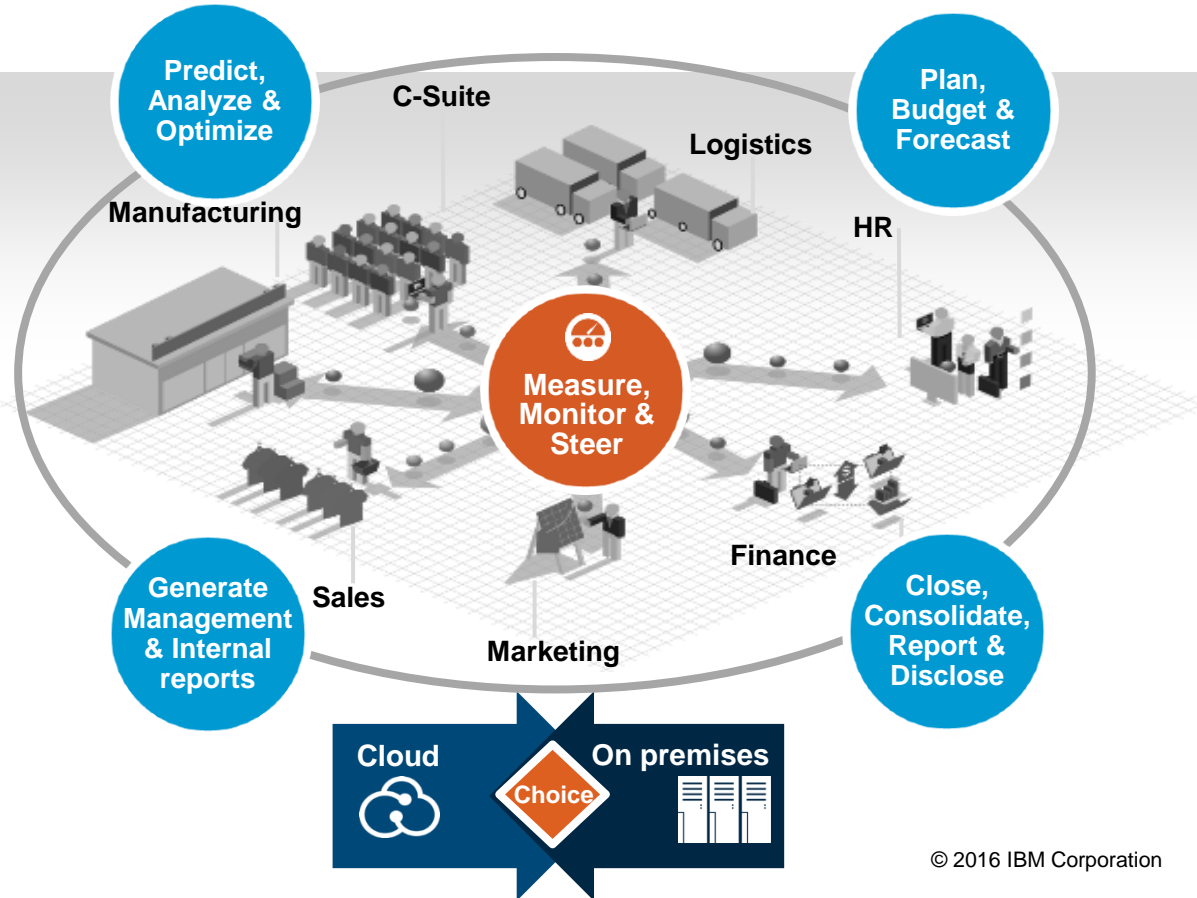 Predict,
Analyze &
Optimize
Plan,
Budget &
Forecast
C-Suite
Logistics
Manufacturing
HR
Measure,
Monitor &
Steer
Finance
Sales
Marketing
Generate
Management
& Internal
reports
Close,
Consolidate,
Report &
Disclose
Cloud
On premises
Choice
© 2016 IBM Corporation